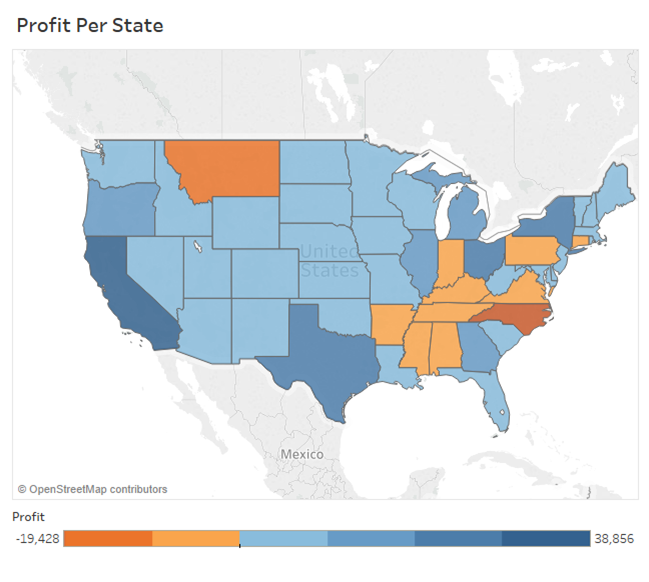 Profit Per State
United
States
Mexico
© OpenStreetMap contributors
Profit
-19,428
38,856